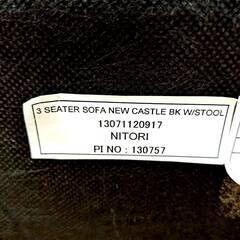 3 SEATER SOFA NEW CASTLE BK W/STOOL
13071120917
NITORI
PI NO : 130757